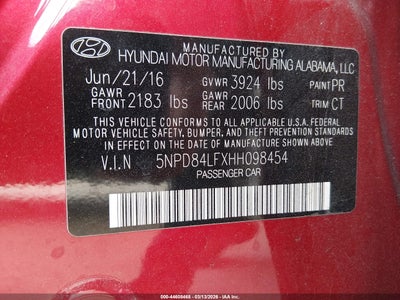 MANUFACTURED BY
HYUNDAI MOTOR MANUFACTURING ALABAMA, LLC
Jun/21/16 GVWR 3924 lbs PAINT PR
GAWR FRONT 2183 lbs GAWR REAR 2006 lbs TRIM CT
THIS VEHICLE CONFORMS TO ALL APPLICABLE U.S.A. FEDERAL
MOTOR VEHICLE SAFETY, BUMPER, AND THEFT PREVENTION
STANDARDS IN EFFECT ON THE DATE OF MANUFACTURE
SHOWN ABOVE.
V.I.N 5NPD84LFXHH098454
PASSENGER CAR
000-44608468 - 03/13/2026 - IAA Inc.